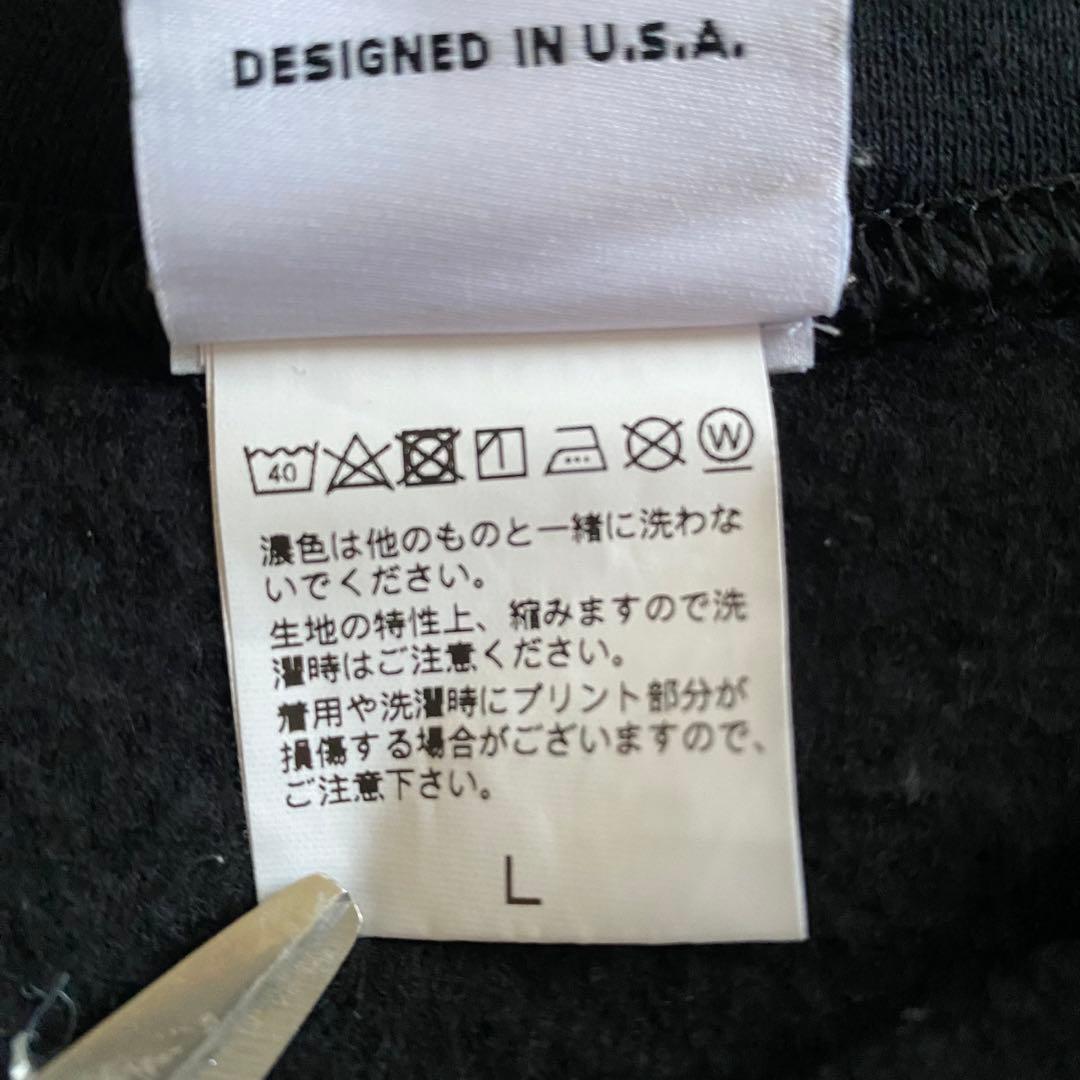 DESIGNED IN U.S.A.
40 W
濃色は他のものと一緒に洗わな
いでください。
生地の特性上、縮みますので洗
濯時はご注意ください。
着用や洗濯時にプリント部分が
損傷する場合がございますので、
ご注意下さい。
L